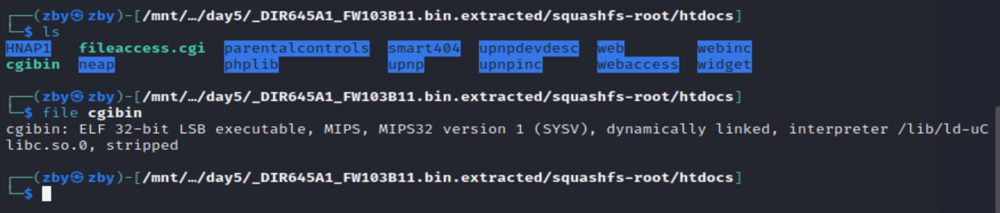 ┌──(zby㉿zby)-[/mnt/…/day5/_DIR645A1_FW103B11.bin.extracted/squashfs-root/htdocs]
└─$ ls
HNAP1   fileaccess.cgi  parentalcontrols  smart404  upnpdevdesc  web        webinc
cgibin  neap            phplib            upnp      upnpinc      webaccess  widget
┌──(zby㉿zby)-[/mnt/…/day5/_DIR645A1_FW103B11.bin.extracted/squashfs-root/htdocs]
└─$ file cgibin
cgibin: ELF 32-bit LSB executable, MIPS, MIPS32 version 1 (SYSV), dynamically linked, interpreter /lib/ld-uC
libc.so.0, stripped
┌──(zby㉿zby)-[/mnt/…/day5/_DIR645A1_FW103B11.bin.extracted/squashfs-root/htdocs]
└─$